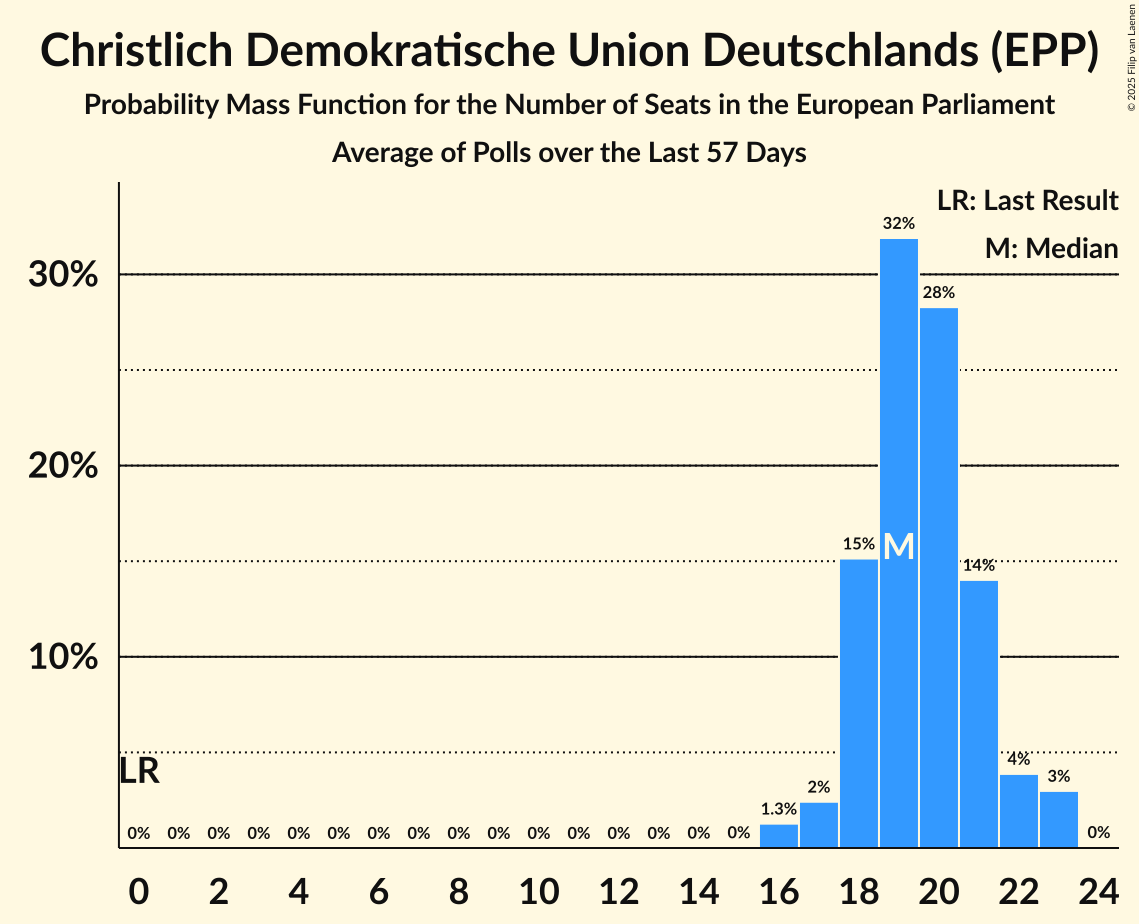 Christlich Demokratische Union Deutschlands (EPP)
Probability Mass Function for the Number of Seats in the European Parliament
Average of Polls over the Last 57 Days
© 2025 Filip van Laenen
LR: Last Result
M: Median
30%
20%
10%
32%
28%
15%
M
14%
LR
4%
3%
2%
1.3%
0% 0% 0% 0% 0% 0% 0% 0% 0% 0% 0% 0% 0% 0% 0% 0% 0%
0 2 4 6 8 10 12 14 16 18 20 22 24